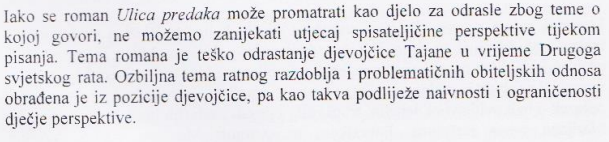 Iako se roman Ulica predaka može promatrati kao djelo za odrasle zbog teme o
kojoj govori, ne možemo zanijekati utjecaj spisateljičine perspektive tijekom
pisanja. Tema romana je teško odrastanje djevojčice Tajane u vrijeme Drugoga
svjetskog rata. Ozbiljna tema ratnog razdoblja i problematičnih obiteljskih odnosa
obrađena je iz pozicije djevojčice, pa kao takva podliježe naivnosti i ograničenosti
dječje perspektive.